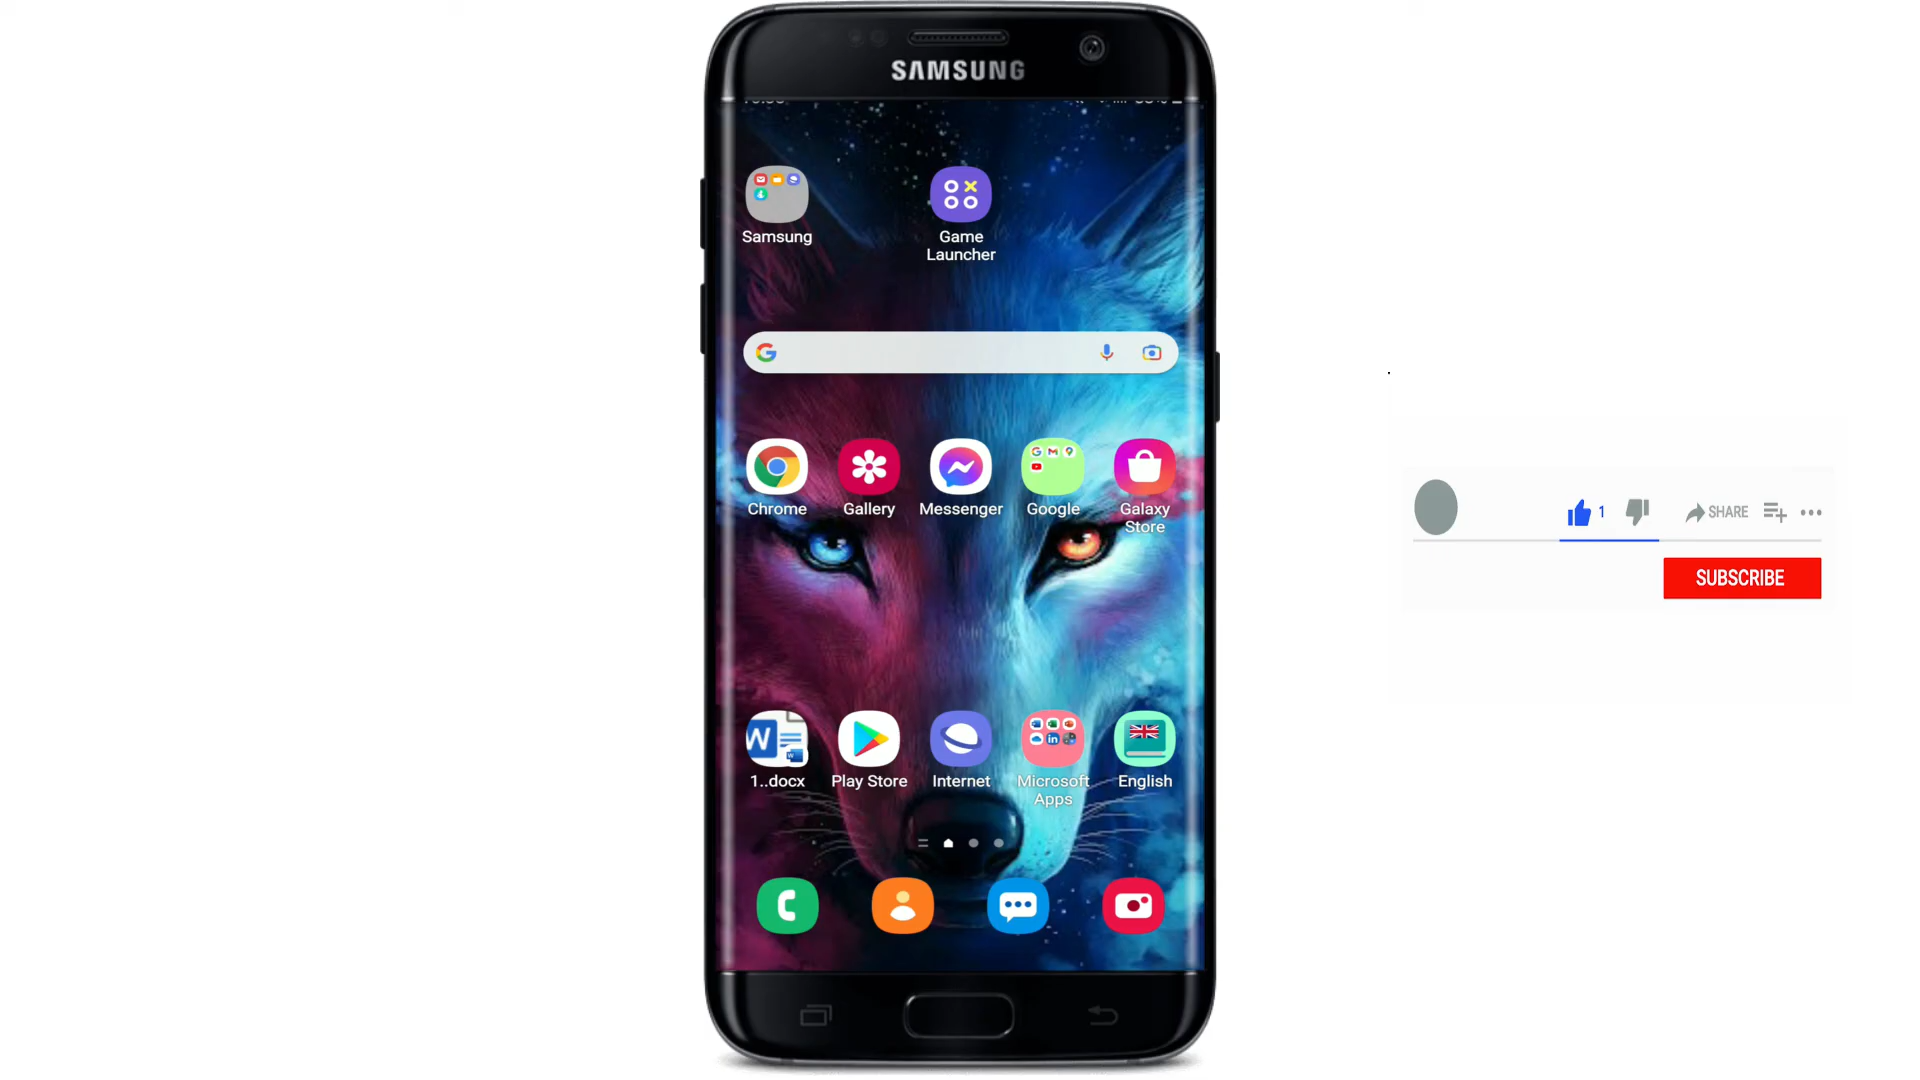 SAMSUNG
Samsung
Game
Launcher
Chrome
Gallery
Messenger
Google
Galaxy
Store
1
SHARE
SUBSCRIBE
1..docx
Play Store
Internet
Microsoft
Apps
English